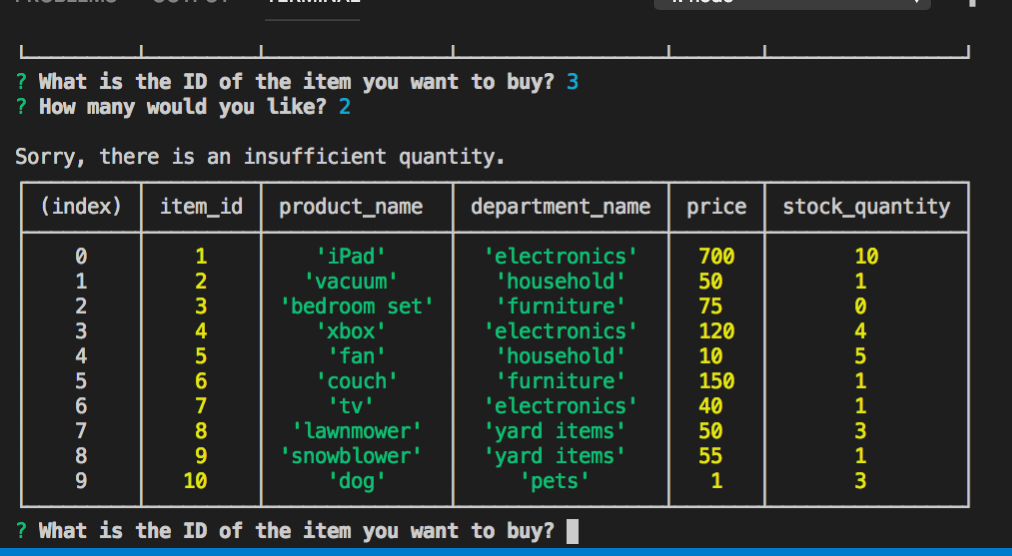 PROBLEMS OUTPUT TERMINAL
? What is the ID of the item you want to buy? 3
? How many would you like? 2
Sorry, there is an insufficient quantity.
(index) item_id product_name department_name price stock_quantity
0 1 'iPad' 'electronics' 700 10
1 2 'vacuum' 'household' 50 1
2 3 'bedroom set' 'furniture' 75 0
3 4 'xbox' 'electronics' 120 4
4 5 'fan' 'household' 10 5
5 6 'couch' 'furniture' 150 1
6 7 'tv' 'electronics' 40 1
7 8 'lawnmower' 'yard items' 50 3
8 9 'snowblower' 'yard items' 55 1
9 10 'dog' 'pets' 1 3
? What is the ID of the item you want to buy?